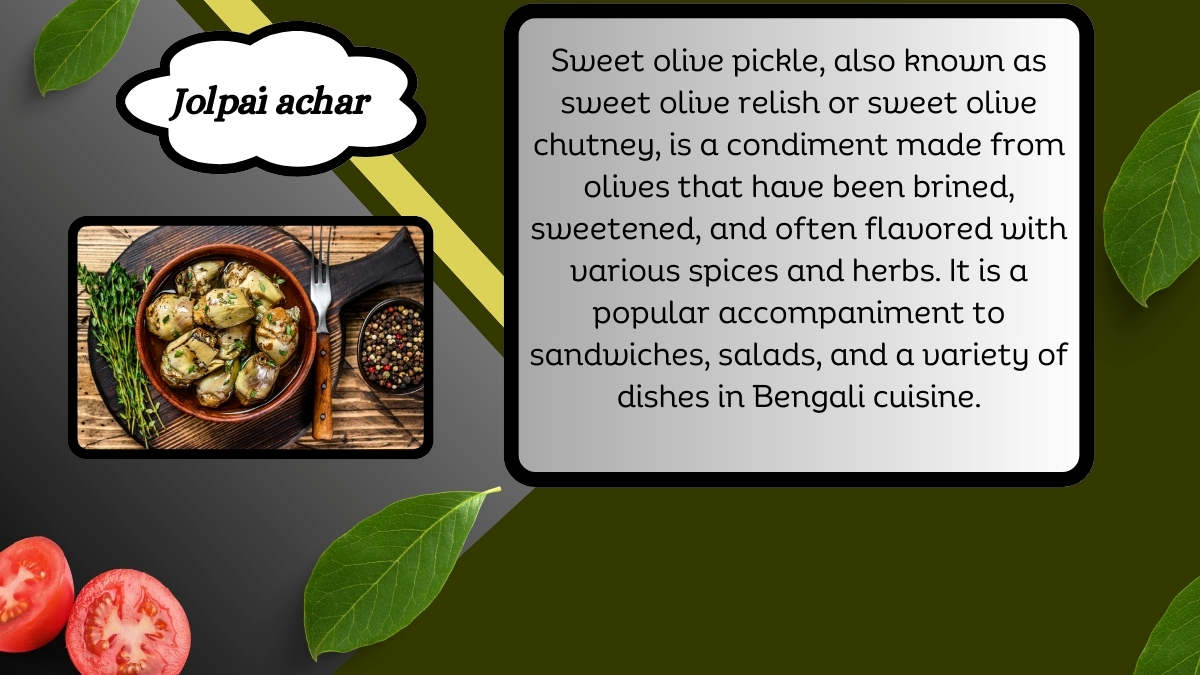 Jolpai achar
Sweet olive pickle, also known as
sweet olive relish or sweet olive
chutney, is a condiment made from
olives that have been brined,
sweetened, and often flavored with
various spices and herbs. It is a
popular accompaniment to
sandwiches, salads, and a variety of
dishes in Bengali cuisine.